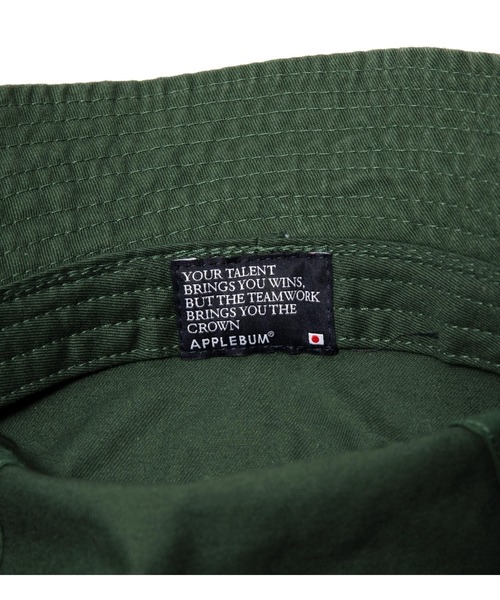 YOUR TALENT
BRINGS YOU WINS,
BUT THE TEAMWORK
BRINGS YOU THE
CROWN
APPLEBUM®